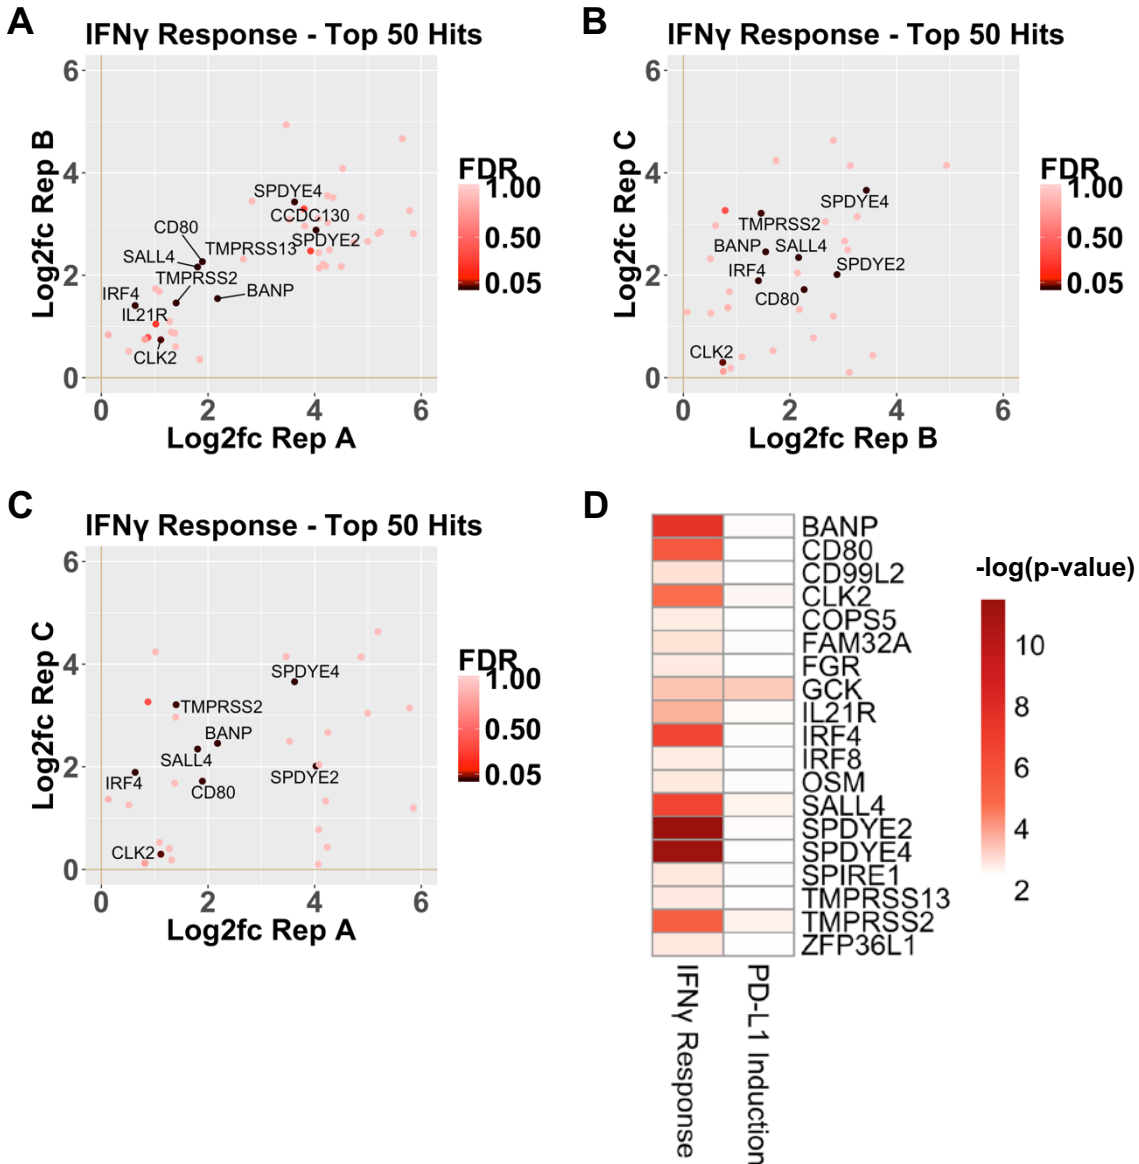 A
IFNγ Response - Top 50 Hits
Log2fc Rep B
6
4
2
0
0
2
4
6
Log2fc Rep A
SPDYE4
CCDC130
CD80
SPDYE2
TMPRSS13
SALL4
TMPRSS2
IRF4
BANP
IL21R
CLK2
FDR
1.00
0.50
0.05
B
IFNγ Response - Top 50 Hits
Log2fc Rep C
6
4
2
0
0
2
4
6
Log2fc Rep B
SPDYE4
TMPRSS2
BANP
SALL4
IRF4
SPDYE2
CD80
CLK2
FDR
1.00
0.50
0.05
C
IFNγ Response - Top 50 Hits
Log2fc Rep C
6
4
2
0
0
2
4
6
Log2fc Rep A
SPDYE4
TMPRSS2
BANP
SALL4
IRF4
SPDYE2
CD80
CLK2
FDR
1.00
0.50
0.05
D
BANP
CD80
CD99L2
CLK2
COPS5
FAM32A
FGR
GCK
IL21R
IRF4
IRF8
OSM
SALL4
SPDYE2
SPDYE4
SPIRE1
TMPRSS13
TMPRSS2
ZFP36L1
IFNγ Response
PD-L1 Induction
-log(p-value)
10
8
6
4
2